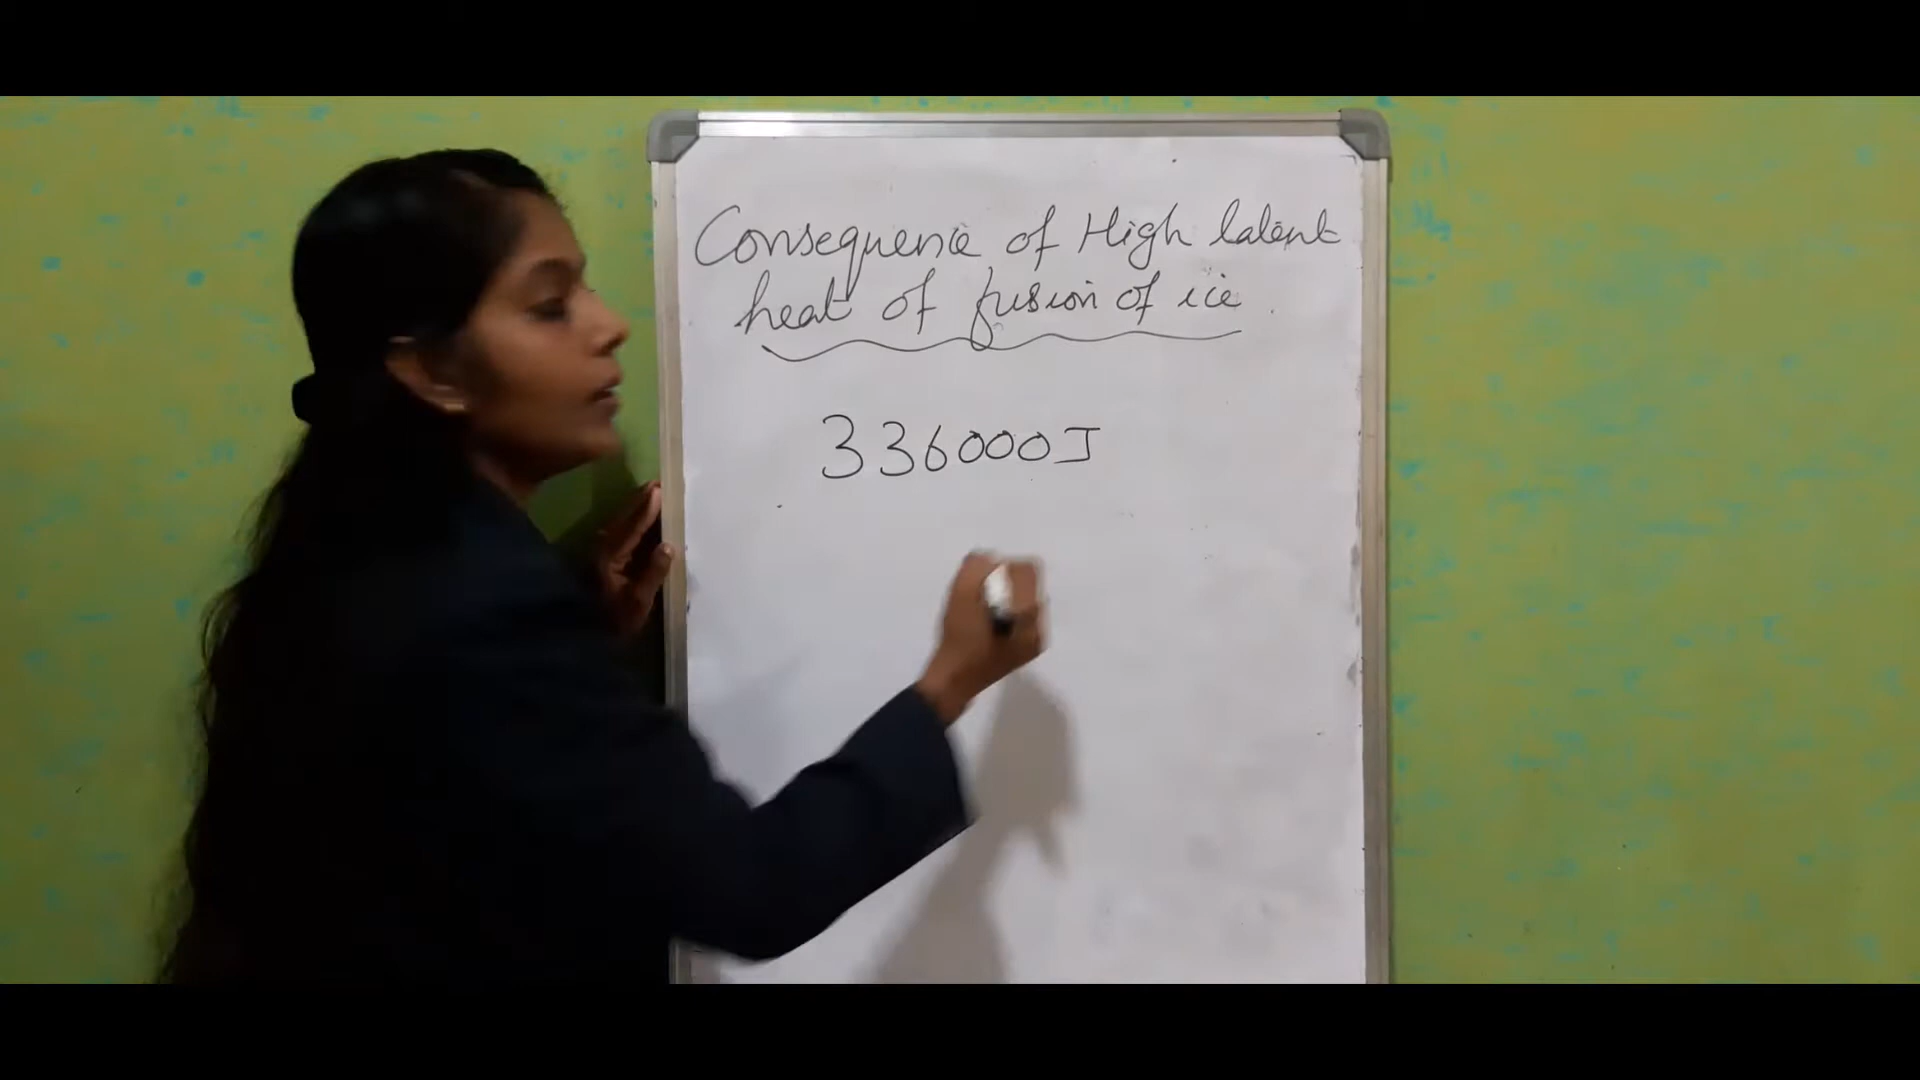 Consequence of High latent
heat of fusion of ice
336000J